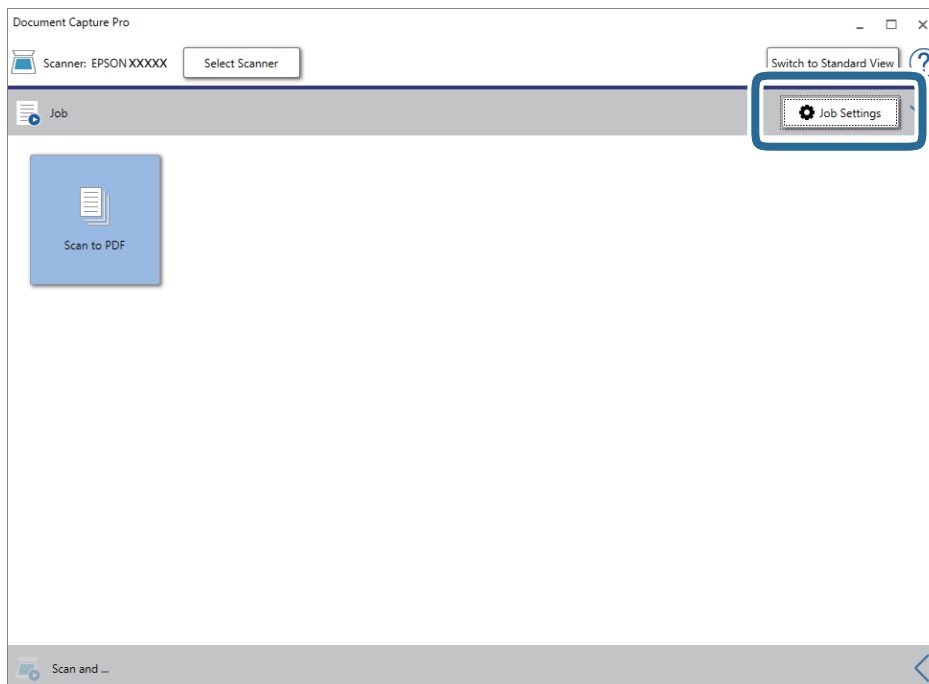 Document Capture Pro
Scanner: EPSON XXXXX
Select Scanner
Switch to Standard View
?
Job
Job Settings
Scan to PDF
Scan and ...